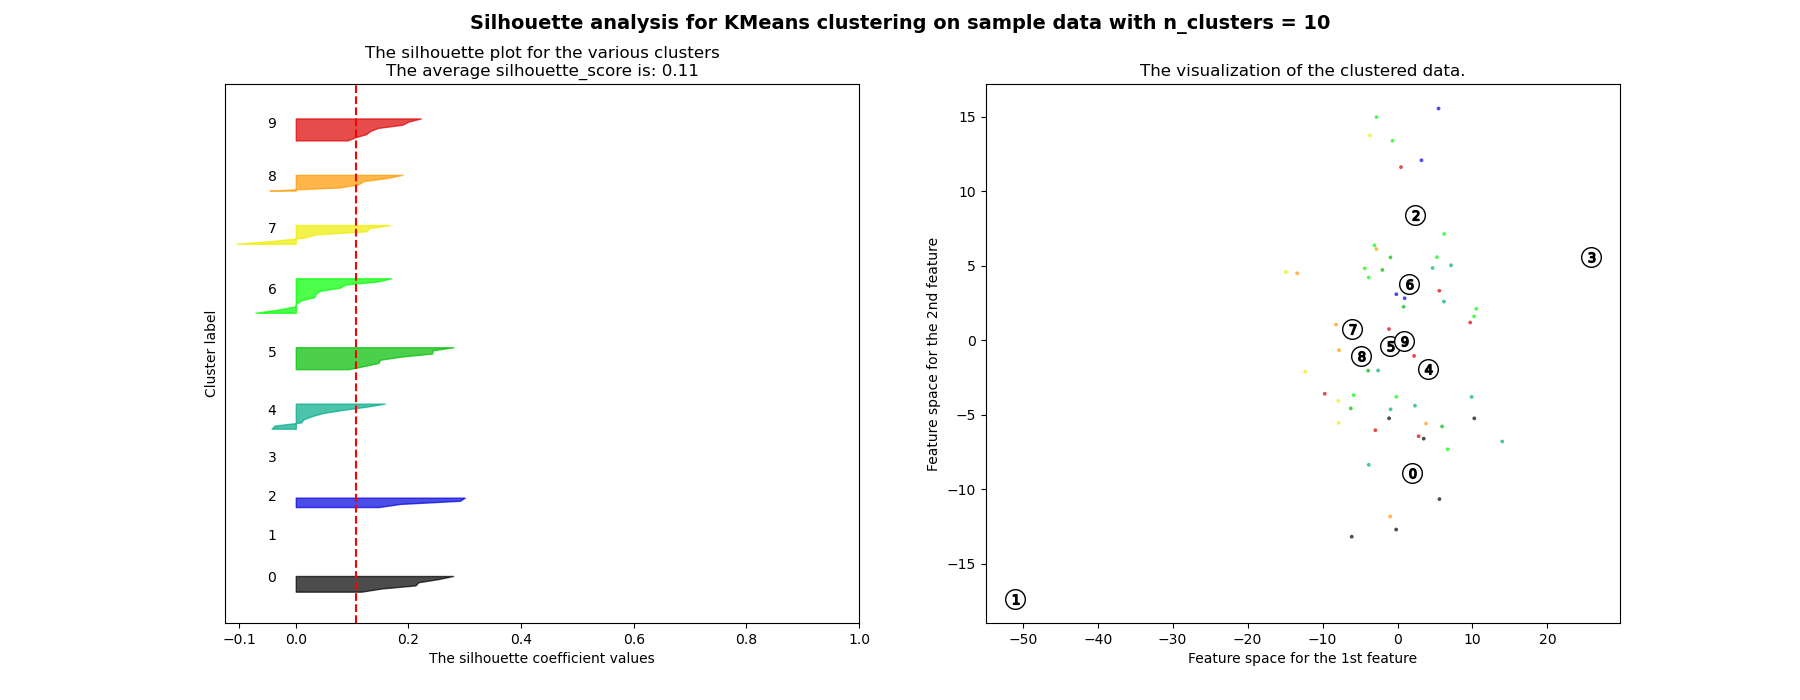 Silhouette analysis for KMeans clustering on sample data with n_clusters = 10
The silhouette plot for the various clusters
The average silhouette_score is: 0.11
9
8
7
6
5
4
3
2
1
0
Cluster label
−0.1 0.0 0.2 0.4 0.6 0.8 1.0
The silhouette coefficient values
The visualization of the clustered data.
15
10
5
0
−5
−10
−15
Feature space for the 2nd feature
2
3
6
7
9
5
8
4
0
1
−50 −40 −30 −20 −10 0 10 20
Feature space for the 1st feature